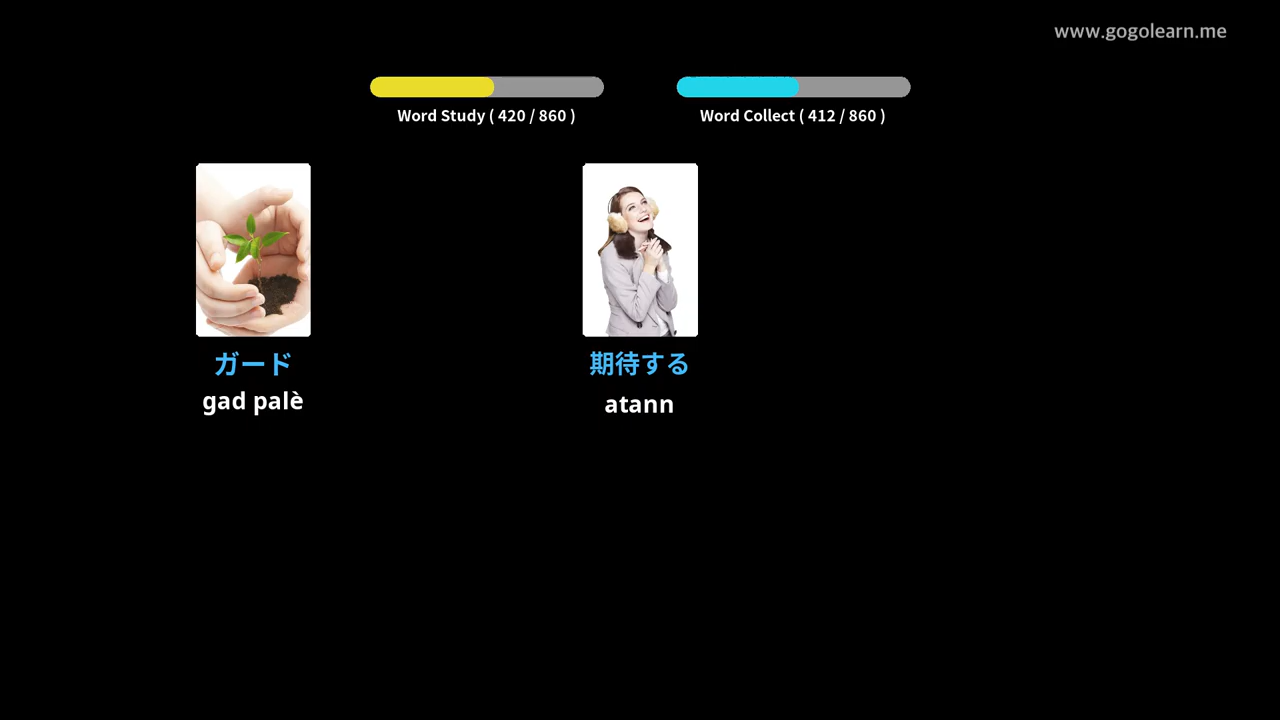 www.gogolearn.me
Word Study ( 420 / 860 )
Word Collect ( 412 / 860 )
ガード
gad palè
期待する
atann